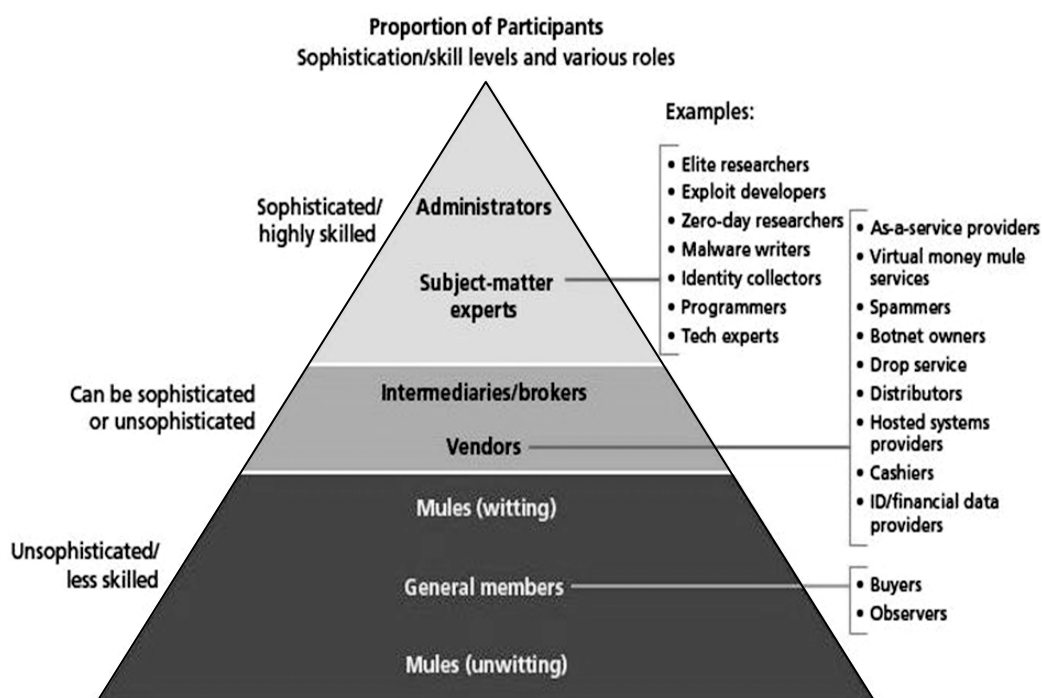 Proportion of Participants
Sophistication/skill levels and various roles
Examples:
Sophisticated/
highly skilled
Administrators
Subject-matter
experts
• Elite researchers
• Exploit developers
• Zero-day researchers
• Malware writers
• Identity collectors
• Programmers
• Tech experts
Can be sophisticated
or unsophisticated
Intermediaries/brokers
Vendors
• As-a-service providers
• Virtual money mule
services
• Spammers
• Botnet owners
• Drop service
• Distributors
• Hosted systems
providers
• Cashiers
• ID/financial data
providers
Unsophisticated/
less skilled
Mules (witting)
General members
• Buyers
• Observers
Mules (unwitting)